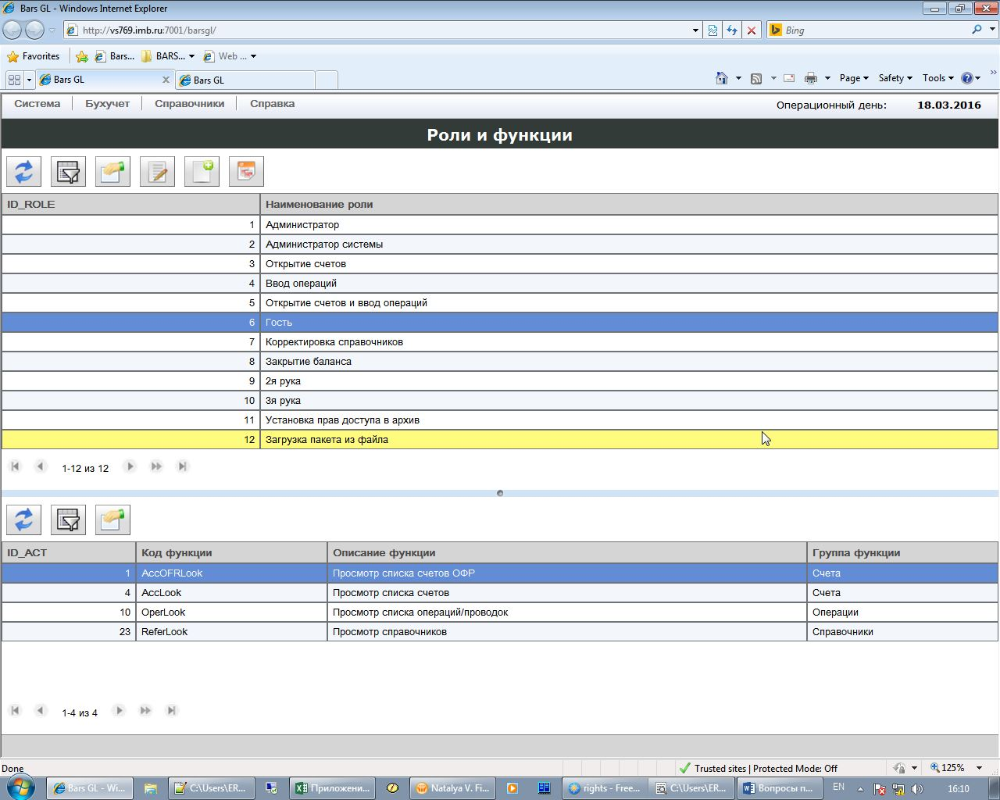 Bars GL - Windows Internet Explorer
http://vs769.imb.ru:7001/barsgl/
Bing
Favorites Bars... BARS... Web ...
Bars GL Bars GL Page Safety Tools »
Система Бухучет Справочники Справка Операционный день: 18.03.2016
Роли и функции
ID_ROLE Наименование роли
1 Администратор
2 Администратор системы
3 Открытие счетов
4 Ввод операций
5 Открытие счетов и ввод операций
6 Гость
7 Корректировка справочников
8 Закрытие баланса
9 2я рука
10 3я рука
11 Установка прав доступа в архив
12 Загрузка пакета из файла
1-12 из 12
ID_ACT Код функции Описание функции Группа функции
1 AccOFRLook Просмотр списка счетов ОФР Счета
4 AccLook Просмотр списка счетов Счета
10 OperLook Просмотр списка операций/проводок Операции
23 ReferLook Просмотр справочников Справочники
1-4 из 4
Done Trusted sites | Protected Mode: Off 125%
Bars GL - Wi... C:\Users\ER... Приложени... Natalya V. Fi... rights - Free... C:\Users\ER... Вопросы п... EN 16:10